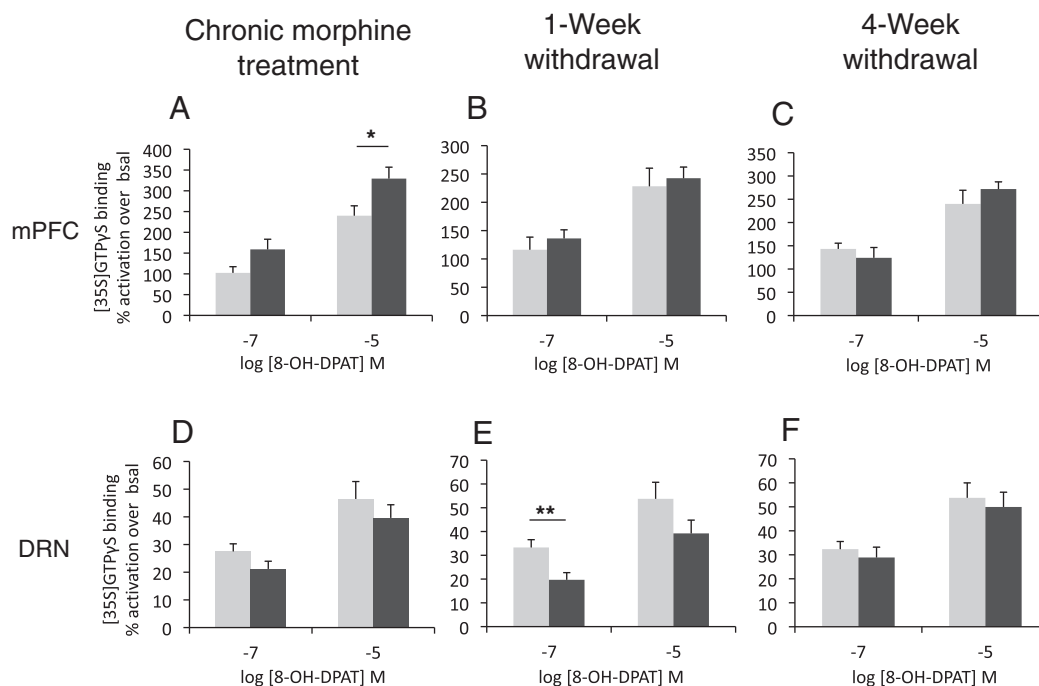 Chronic morphine
treatment
1-Week
withdrawal
4-Week
withdrawal
mPFC
A
[35S]GTPγS binding
% activation over bsal
400
350
300
250
200
150
100
50
0
*
-7
-5
log [8-OH-DPAT] M
B
300
250
200
150
100
50
0
-7
-5
log [8-OH-DPAT] M
C
350
300
250
200
150
100
50
0
-7
-5
log [8-OH-DPAT] M
DRN
D
[35S]GTPγS binding
% activation over bsal
60
50
40
30
20
10
0
-7
-5
log [8-OH-DPAT] M
E
70
60
50
40
30
20
10
0
**
-7
-5
log [8-OH-DPAT] M
F
70
60
50
40
30
20
10
0
-7
-5
log [8-OH-DPAT] M